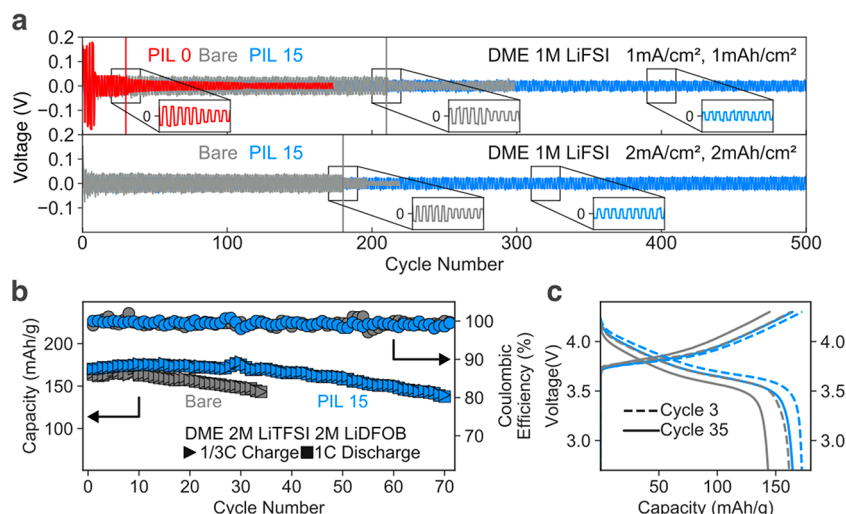 a
0.2
0.1
0.0
−0.1
PIL 0 Bare PIL 15
DME 1M LiFSI 1mA/cm², 1mAh/cm²
0
0
0
Voltage (V)
0.2
0.1
0.0
−0.1
Bare PIL 15
DME 1M LiFSI 2mA/cm², 2mAh/cm²
0
0
0 100 200 300 400 500
Cycle Number
b
Capacity (mAh/g)
200
150
100
100
90
80
70
Coulombic
Efficiency (%)
Bare PIL 15
DME 2M LiTFSI 2M LiDFOB
1/3C Charge 1C Discharge
0 10 20 30 40 50 60 70
Cycle Number
c
Voltage(V)
4.0
3.5
3.0
4.0
3.5
3.0
Cycle 3
Cycle 35
50 100 150
Capacity (mAh/g)